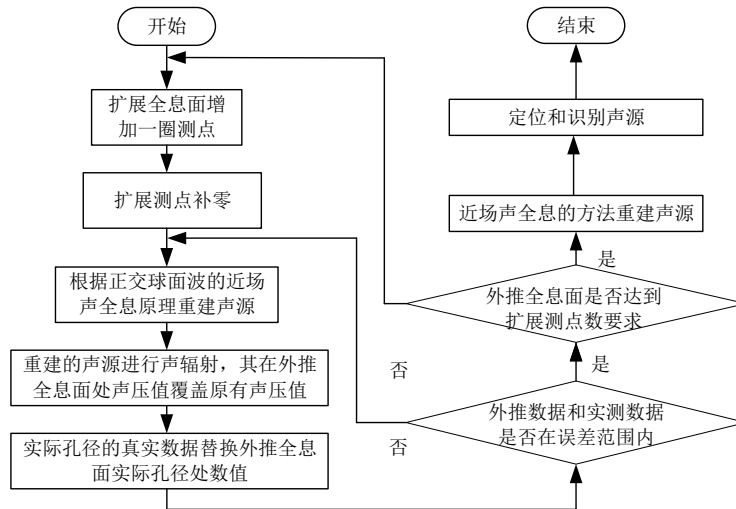 开始
扩展全息面增
加一圈测点
扩展测点补零
根据正交球面波的近场
声全息原理重建声源
重建的声源进行声辐射，其在外推
全息面处声压值覆盖原有声压值
实际孔径的真实数据替换外推全息
面实际孔径处数值
外推数据和实测数据
是否在误差范围内
否
是
外推全息面是否达到
扩展测点数要求
否
是
近场声全息的方法重建声源
定位和识别声源
结束